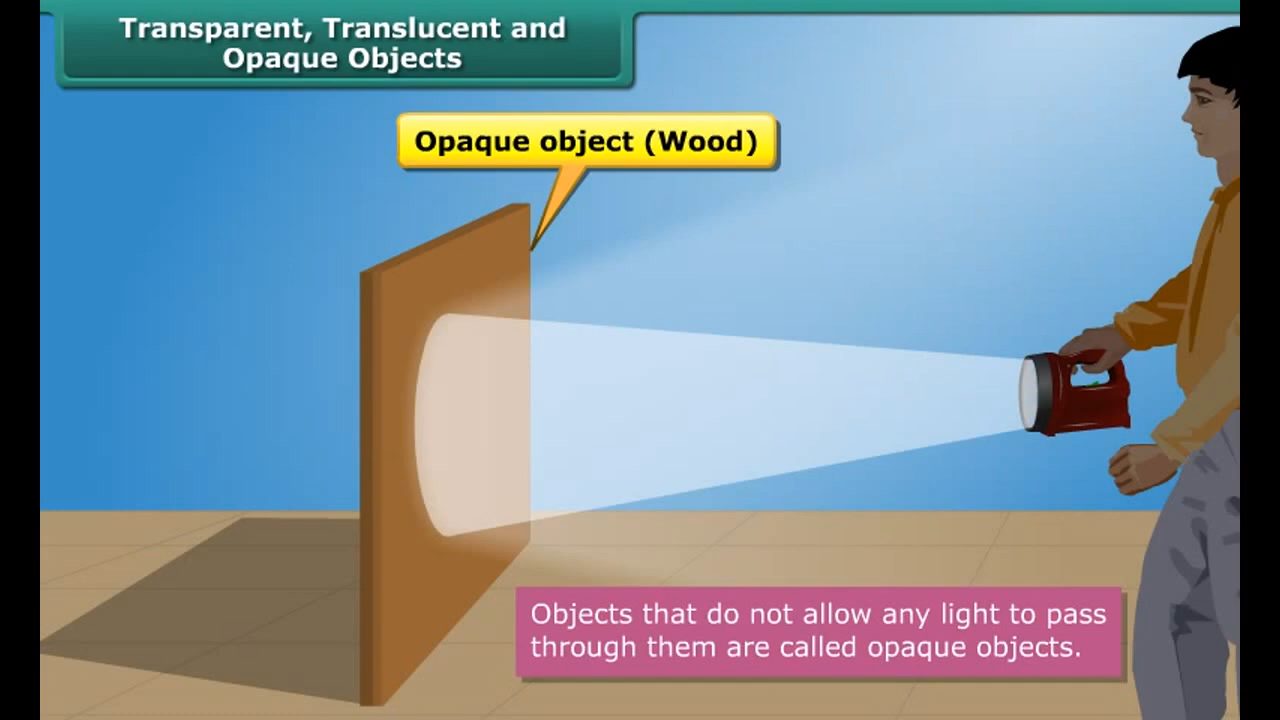 Transparent, Translucent and
Opaque Objects
Opaque object (Wood)
Objects that do not allow any light to pass
through them are called opaque objects.